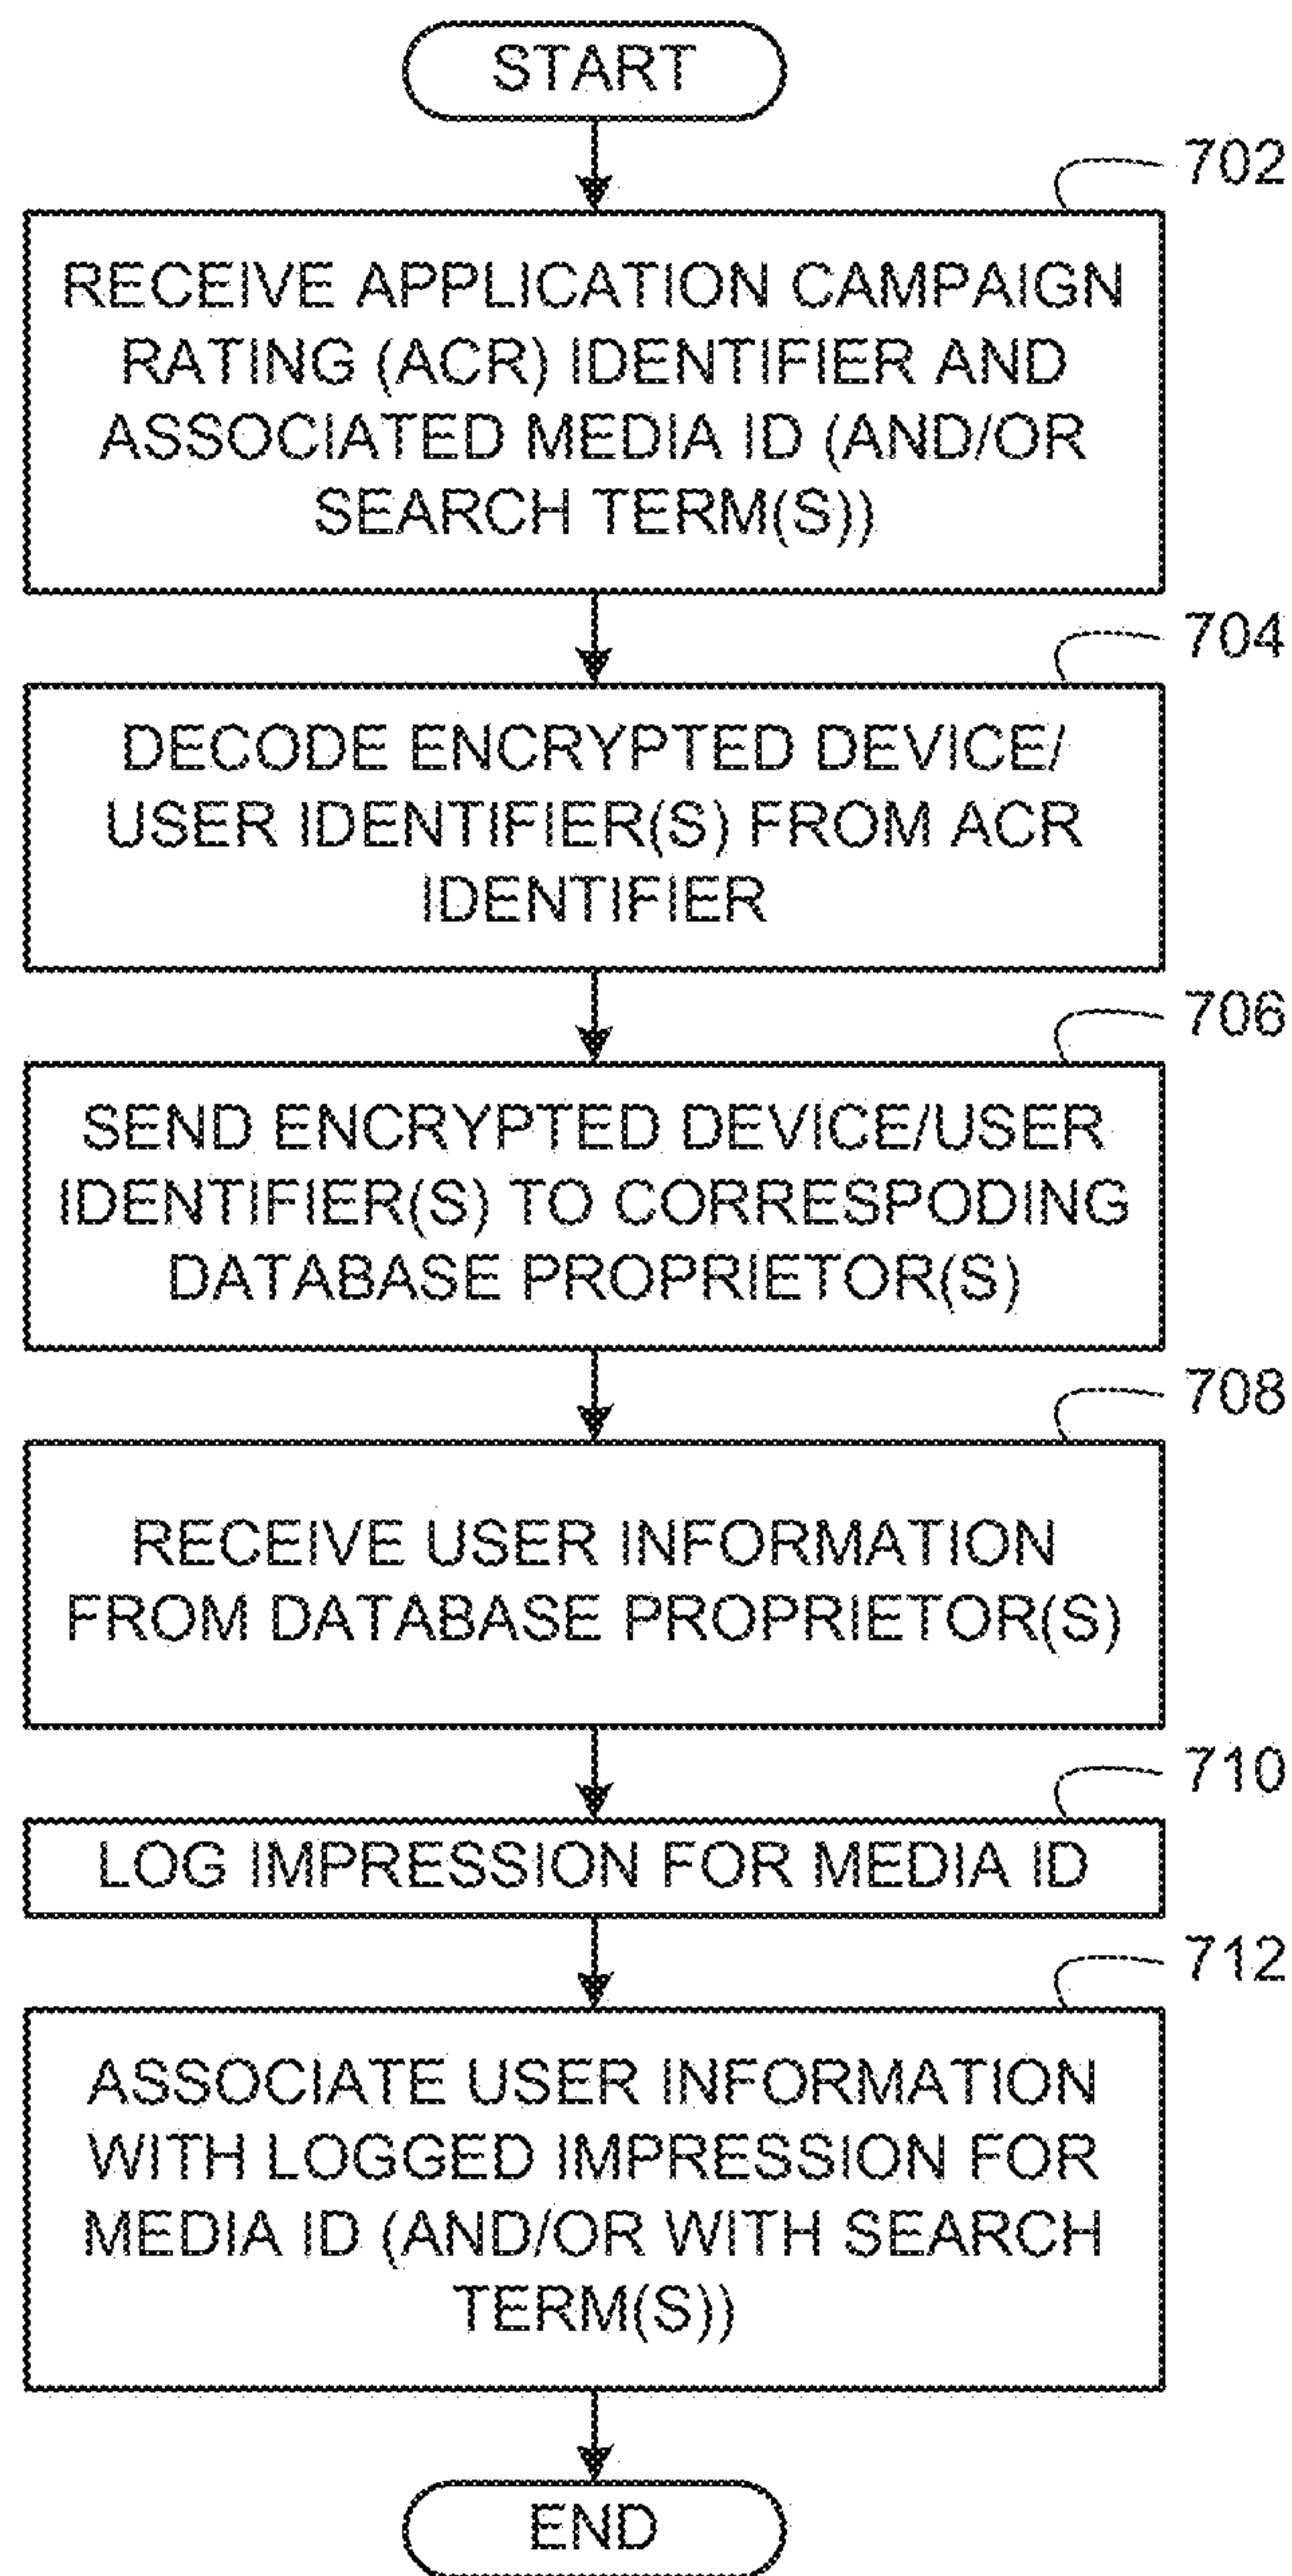 START
702
RECEIVE APPLICATION CAMPAIGN
RATING (ACR) IDENTIFIER AND
ASSOCIATED MEDIA ID (AND/OR
SEARCH TERM(S))
704
DECODE ENCRYPTED DEVICE/
USER IDENTIFIER(S) FROM ACR
IDENTIFIER
706
SEND ENCRYPTED DEVICE/USER
IDENTIFIER(S) TO CORRESPODING
DATABASE PROPRIETOR(S)
708
RECEIVE USER INFORMATION
FROM DATABASE PROPRIETOR(S)
710
LOG IMPRESSION FOR MEDIA ID
712
ASSOCIATE USER INFORMATION
WITH LOGGED IMPRESSION FOR
MEDIA ID (AND/OR WITH SEARCH
TERM(S))
END